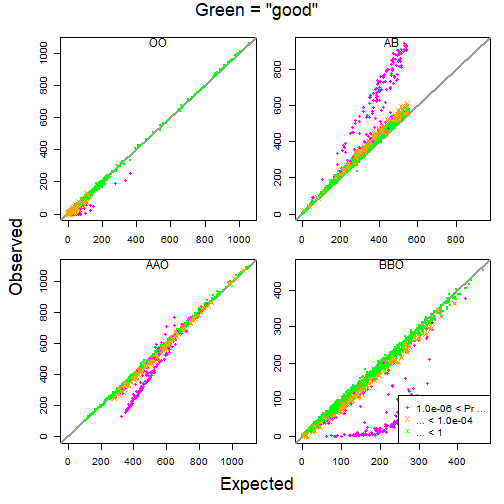 Green = "good"
OO
AB
0 200 400 600 800 1000
0 200 400 600 800
0 200 400 600 800 1000
0 200 400 600 800
Observed
AAO
BBO
0 200 400 600 800 1000
0 100 200 300 400
0 200 400 600 800 1000
0 100 200 300 400
1.0e-06 < Pr ...
... < 1.0e-04
... < 1
Expected